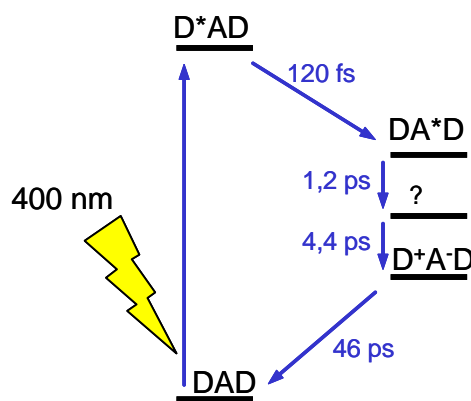 D*AD
120 fs
DA*D
1,2 ps
?
400 nm
4,4 ps
D⁺A⁻D
46 ps
DAD